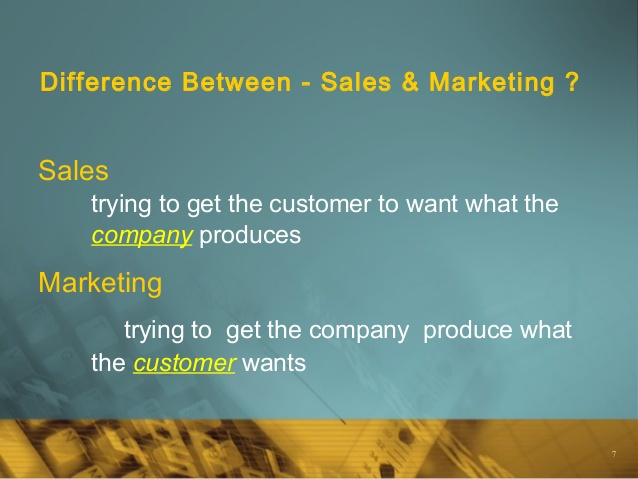 Difference Between - Sales & Marketing ?
Sales
trying to get the customer to want what the
company produces
Marketing
trying to get the company produce what
the customer wants
7